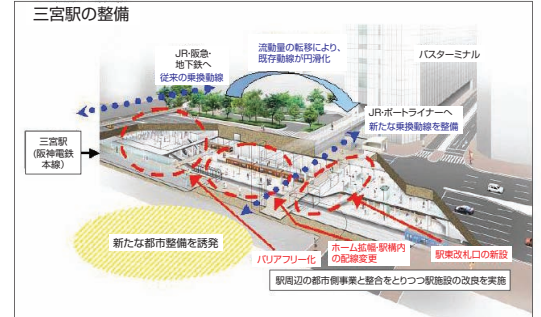 三宮駅の整備
JR・阪急・
地下鉄へ
従来の乗換動線
流動量の転移により、
既存動線が円滑化
バスターミナル
JR・ポートライナーへ
新たな乗換動線を整備
三宮駅
(阪神電鉄
本線)
新たな都市整備を誘発
バリアフリー化
ホーム拡幅・駅構内
の配線変更
駅東改札口の新設
駅周辺の都市側事業と整合をとりつつ駅施設の改良を実施